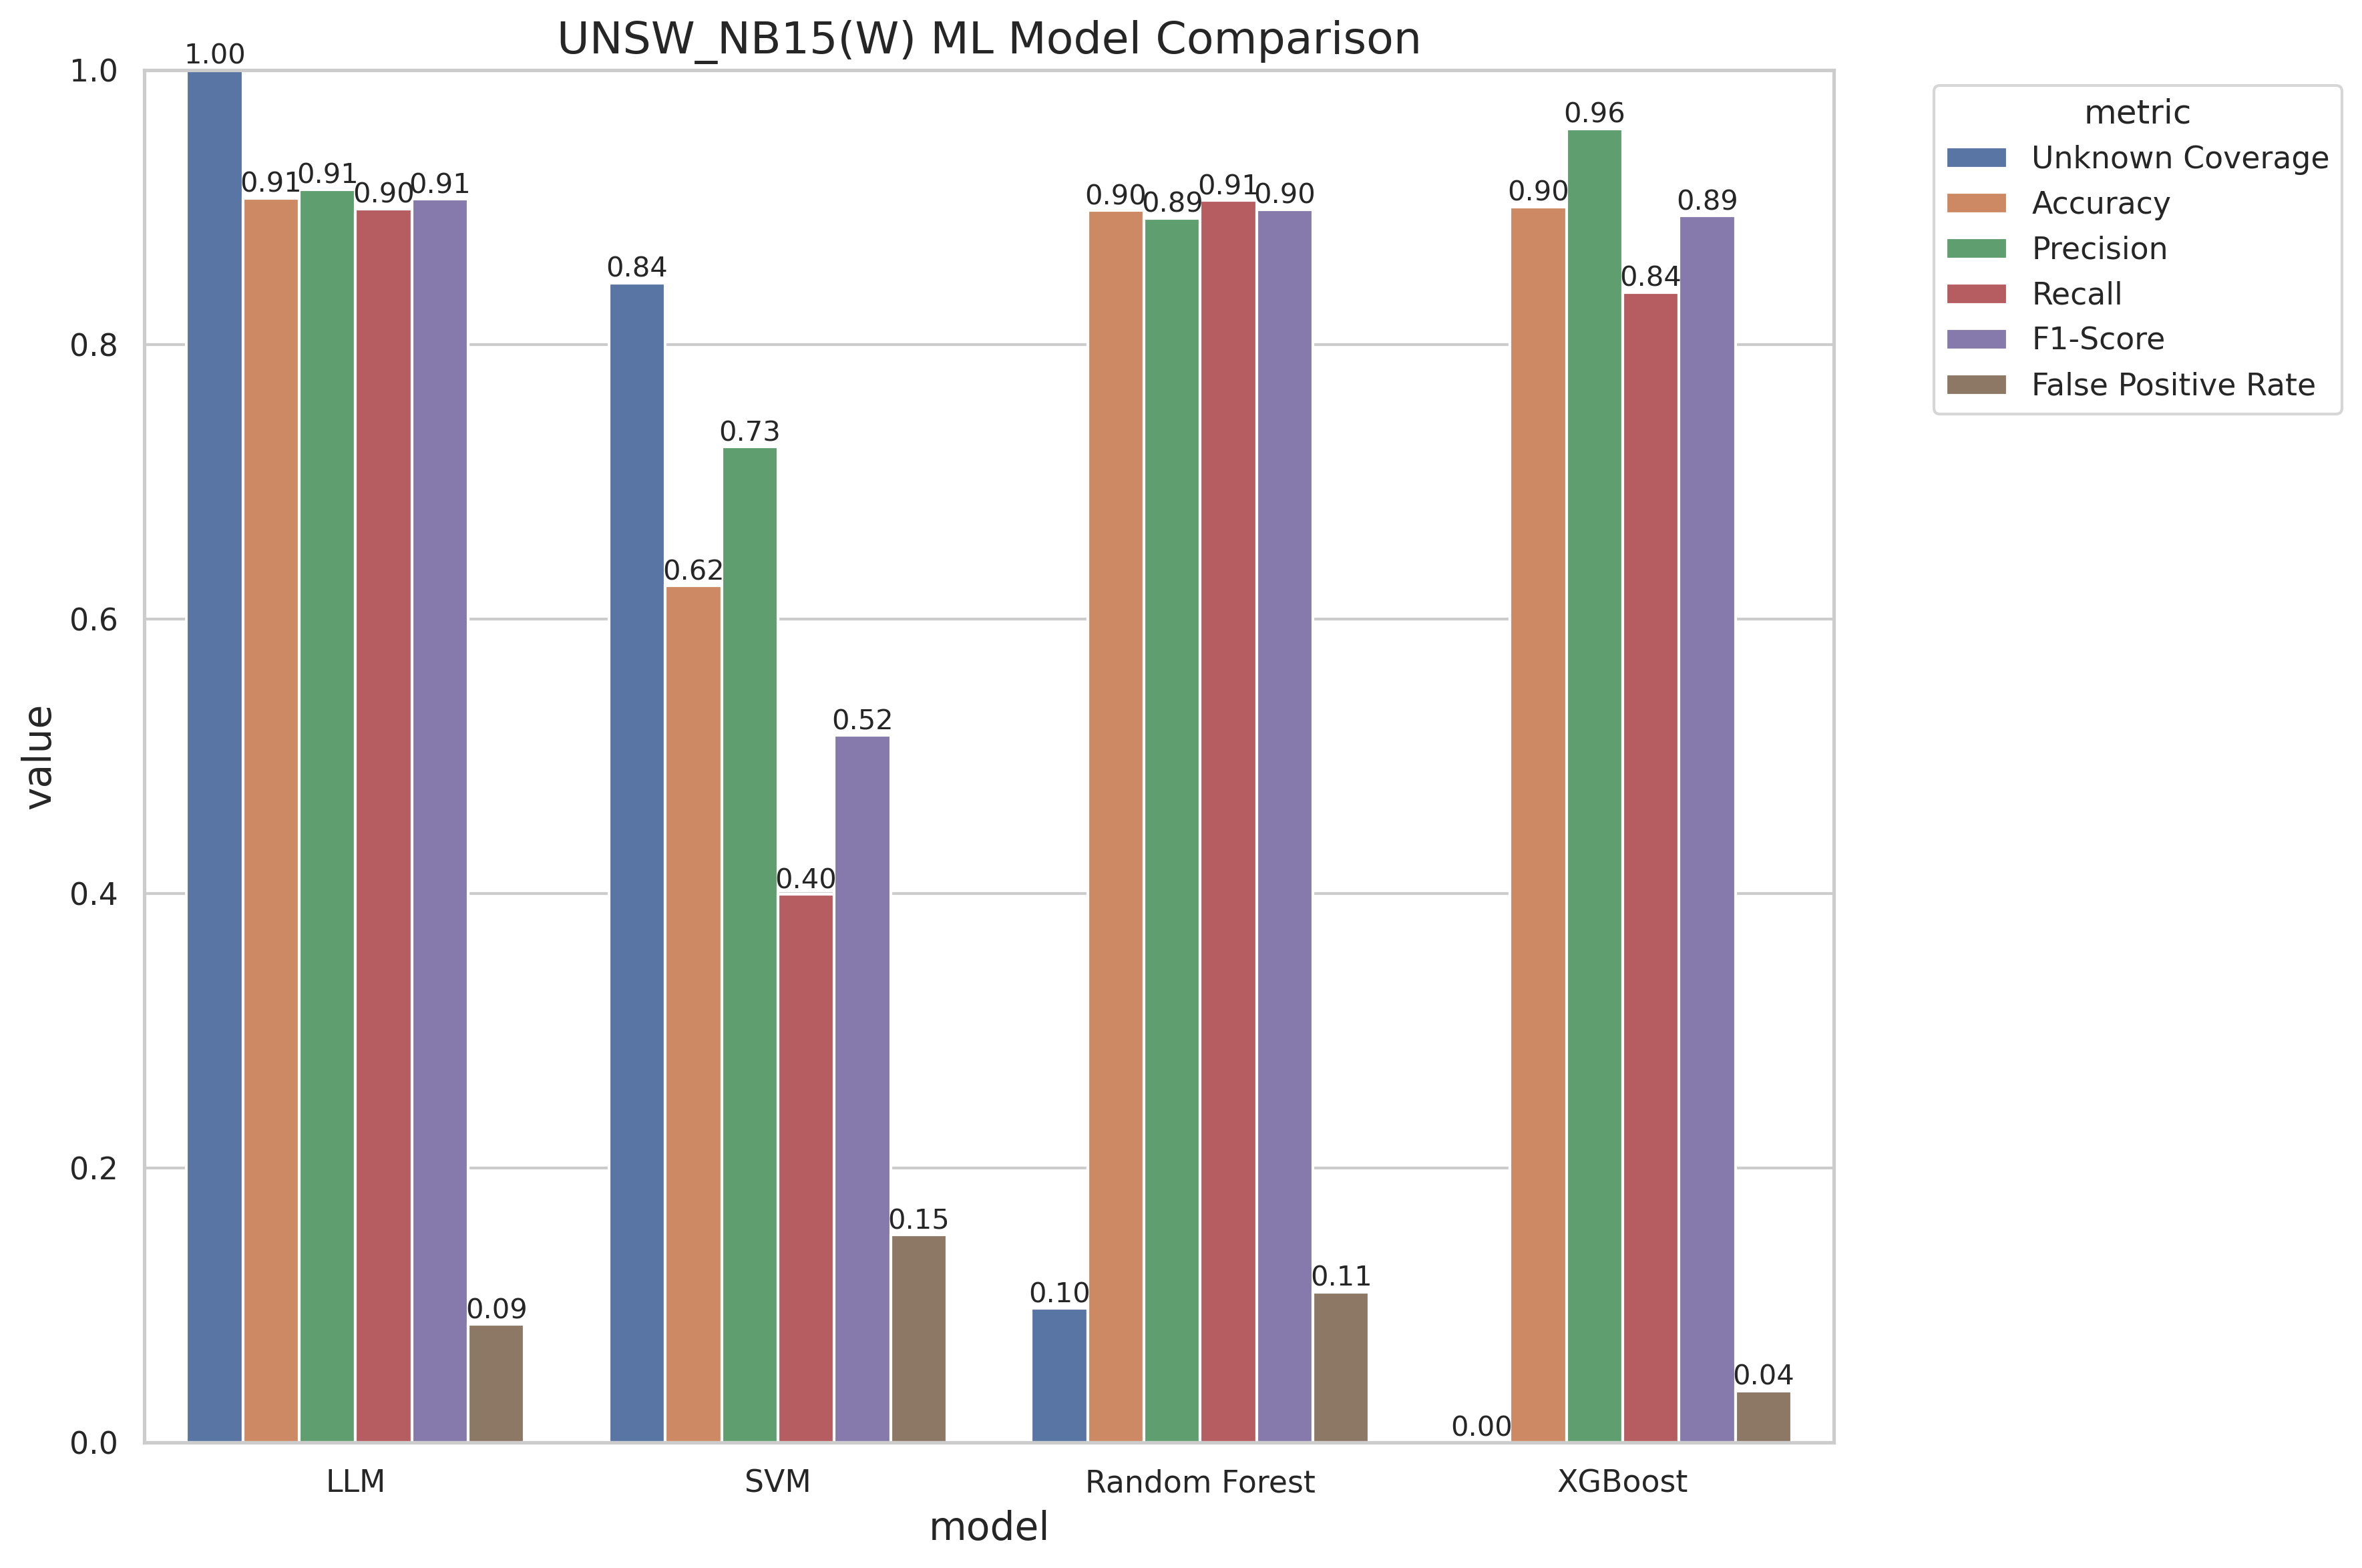 UNSW_NB15(W) ML Model Comparison
value
1.0
0.8
0.6
0.4
0.2
0.0
1.00
0.91
0.91
0.90
0.91
0.09
0.84
0.62
0.73
0.40
0.52
0.15
0.10
0.90
0.89
0.91
0.90
0.11
0.00
0.90
0.96
0.84
0.89
0.04
LLM
SVM
Random Forest
XGBoost
model
metric
Unknown Coverage
Accuracy
Precision
Recall
F1-Score
False Positive Rate